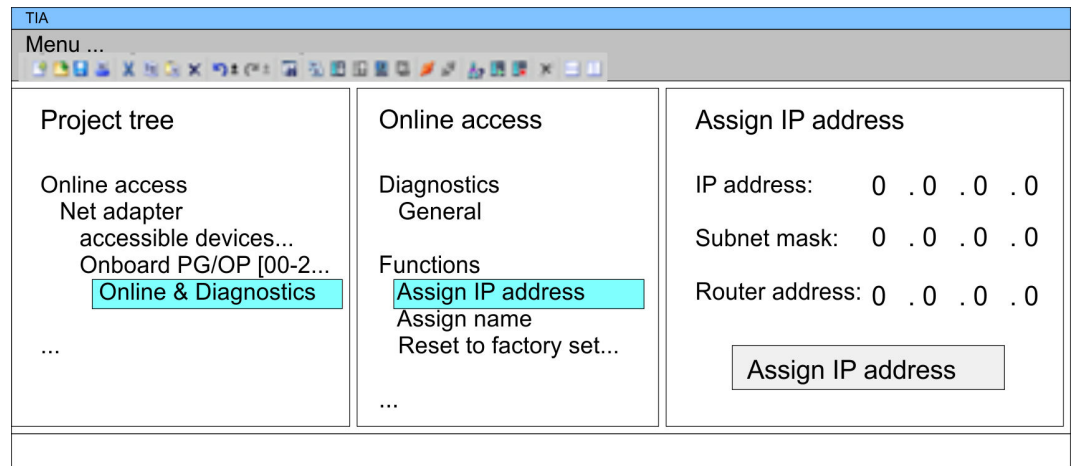 TIA
Menu ...
Project tree
Online access
Net adapter
accessible devices...
Onboard PG/OP [00-2...
Online & Diagnostics
...
Online access
Diagnostics
General
Functions
Assign IP address
Assign name
Reset to factory set...
...
Assign IP address
IP address: 0 . 0 . 0 . 0
Subnet mask: 0 . 0 . 0 . 0
Router address: 0 . 0 . 0 . 0
Assign IP address